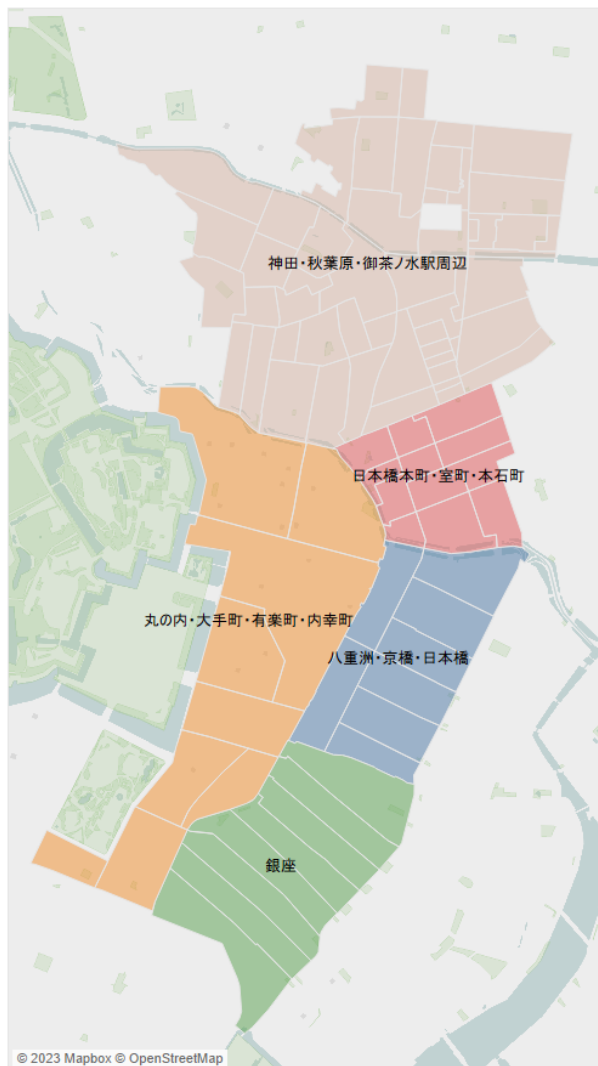 神田・秋葉原・御茶ノ水駅周辺
日本橋本町・室町・本石町
丸の内・大手町・有楽町・内幸町
八重洲・京橋・日本橋
銀座
© 2023 Mapbox © OpenStreetMap